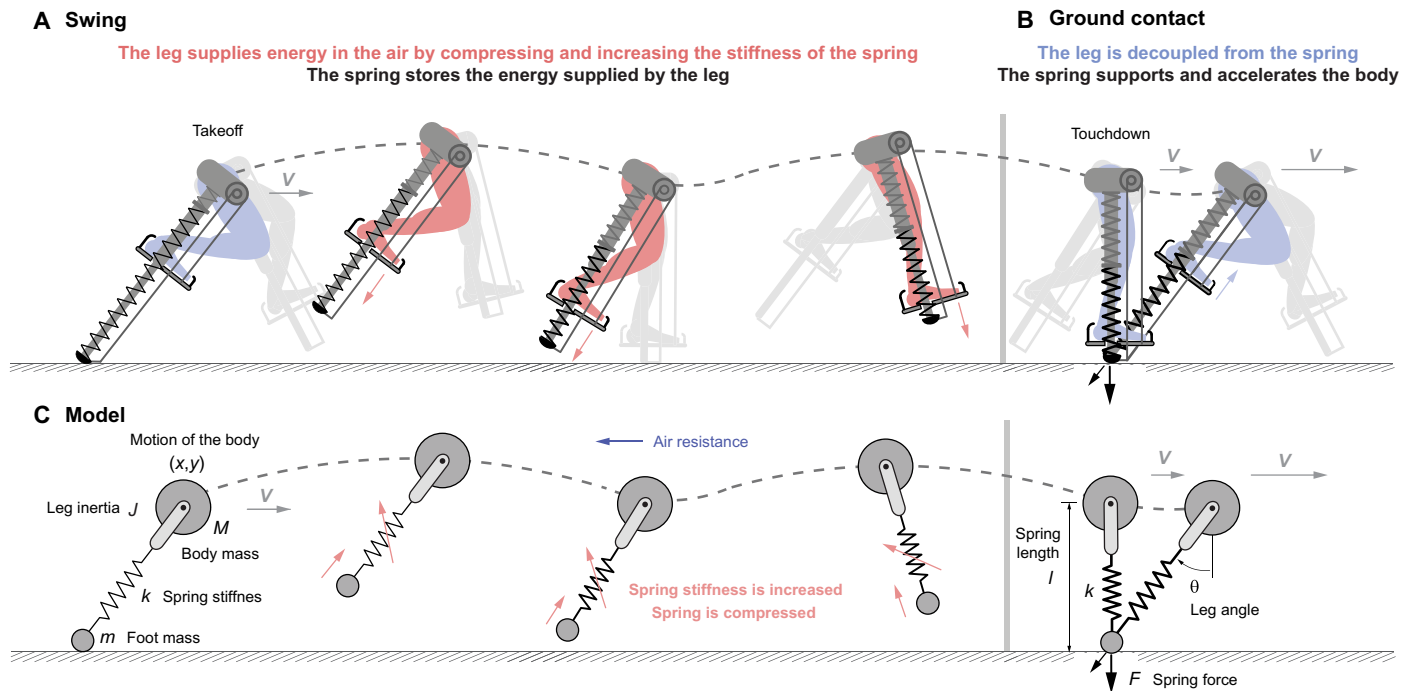 A Swing
The leg supplies energy in the air by compressing and increasing the stiffness of the spring
The spring stores the energy supplied by the leg
Takeoff
V
B Ground contact
The leg is decoupled from the spring
The spring supports and accelerates the body
Touchdown
V
V
C Model
Motion of the body
(x,y)
Leg inertia J
V
M
Body mass
k Spring stiffnes
m Foot mass
Air resistance
Spring stiffness is increased
Spring is compressed
V
V
Spring
length
l
k
θ
Leg angle
F Spring force